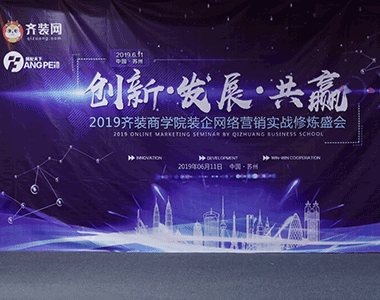 齐装网
qizuang.com
ANGPEI
2019.6.11
中国·苏州
创新·发展·共赢
2019齐装商学院装企网络营销实战修炼盛会
2019 ONLINE MARKETING SEMINAR BY QIZHUANG BUSINESS SCHOOL
INNOVATION
DEVELOPMENT
WIN-WIN COOPERATION
2019年06月11日 中国·苏州